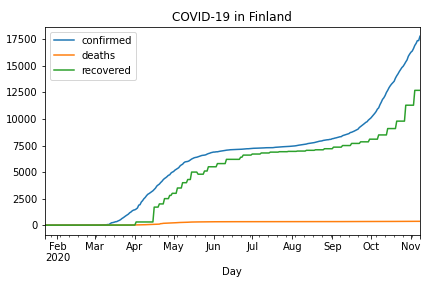 COVID-19 in Finland
confirmed
deaths
recovered
17500
15000
12500
10000
7500
5000
2500
0
Feb Mar Apr May Jun Jul Aug Sep Oct Nov
2020
Day